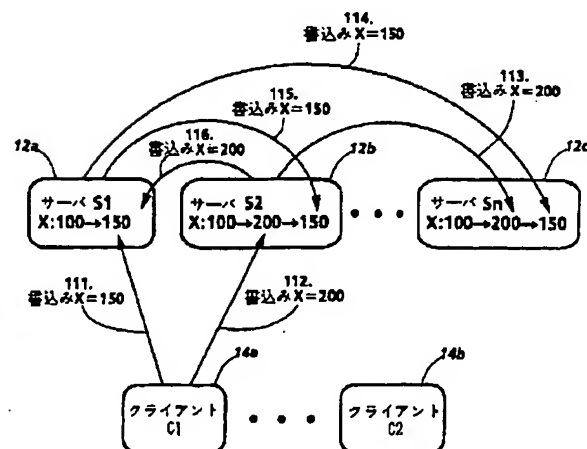 114.
書込みX=150
113.
書込みX=200
115.
書込みX=150
116.
書込みX=200
12a
12b
12c
サーバ S1
X:100→150
サーバ S2
X:100→200→150
• • •
サーバ Sn
X:100→200→150
111.
書込みX=150
112.
書込みX=200
14a
14b
クライアント
C1
• • •
クライアント
C2